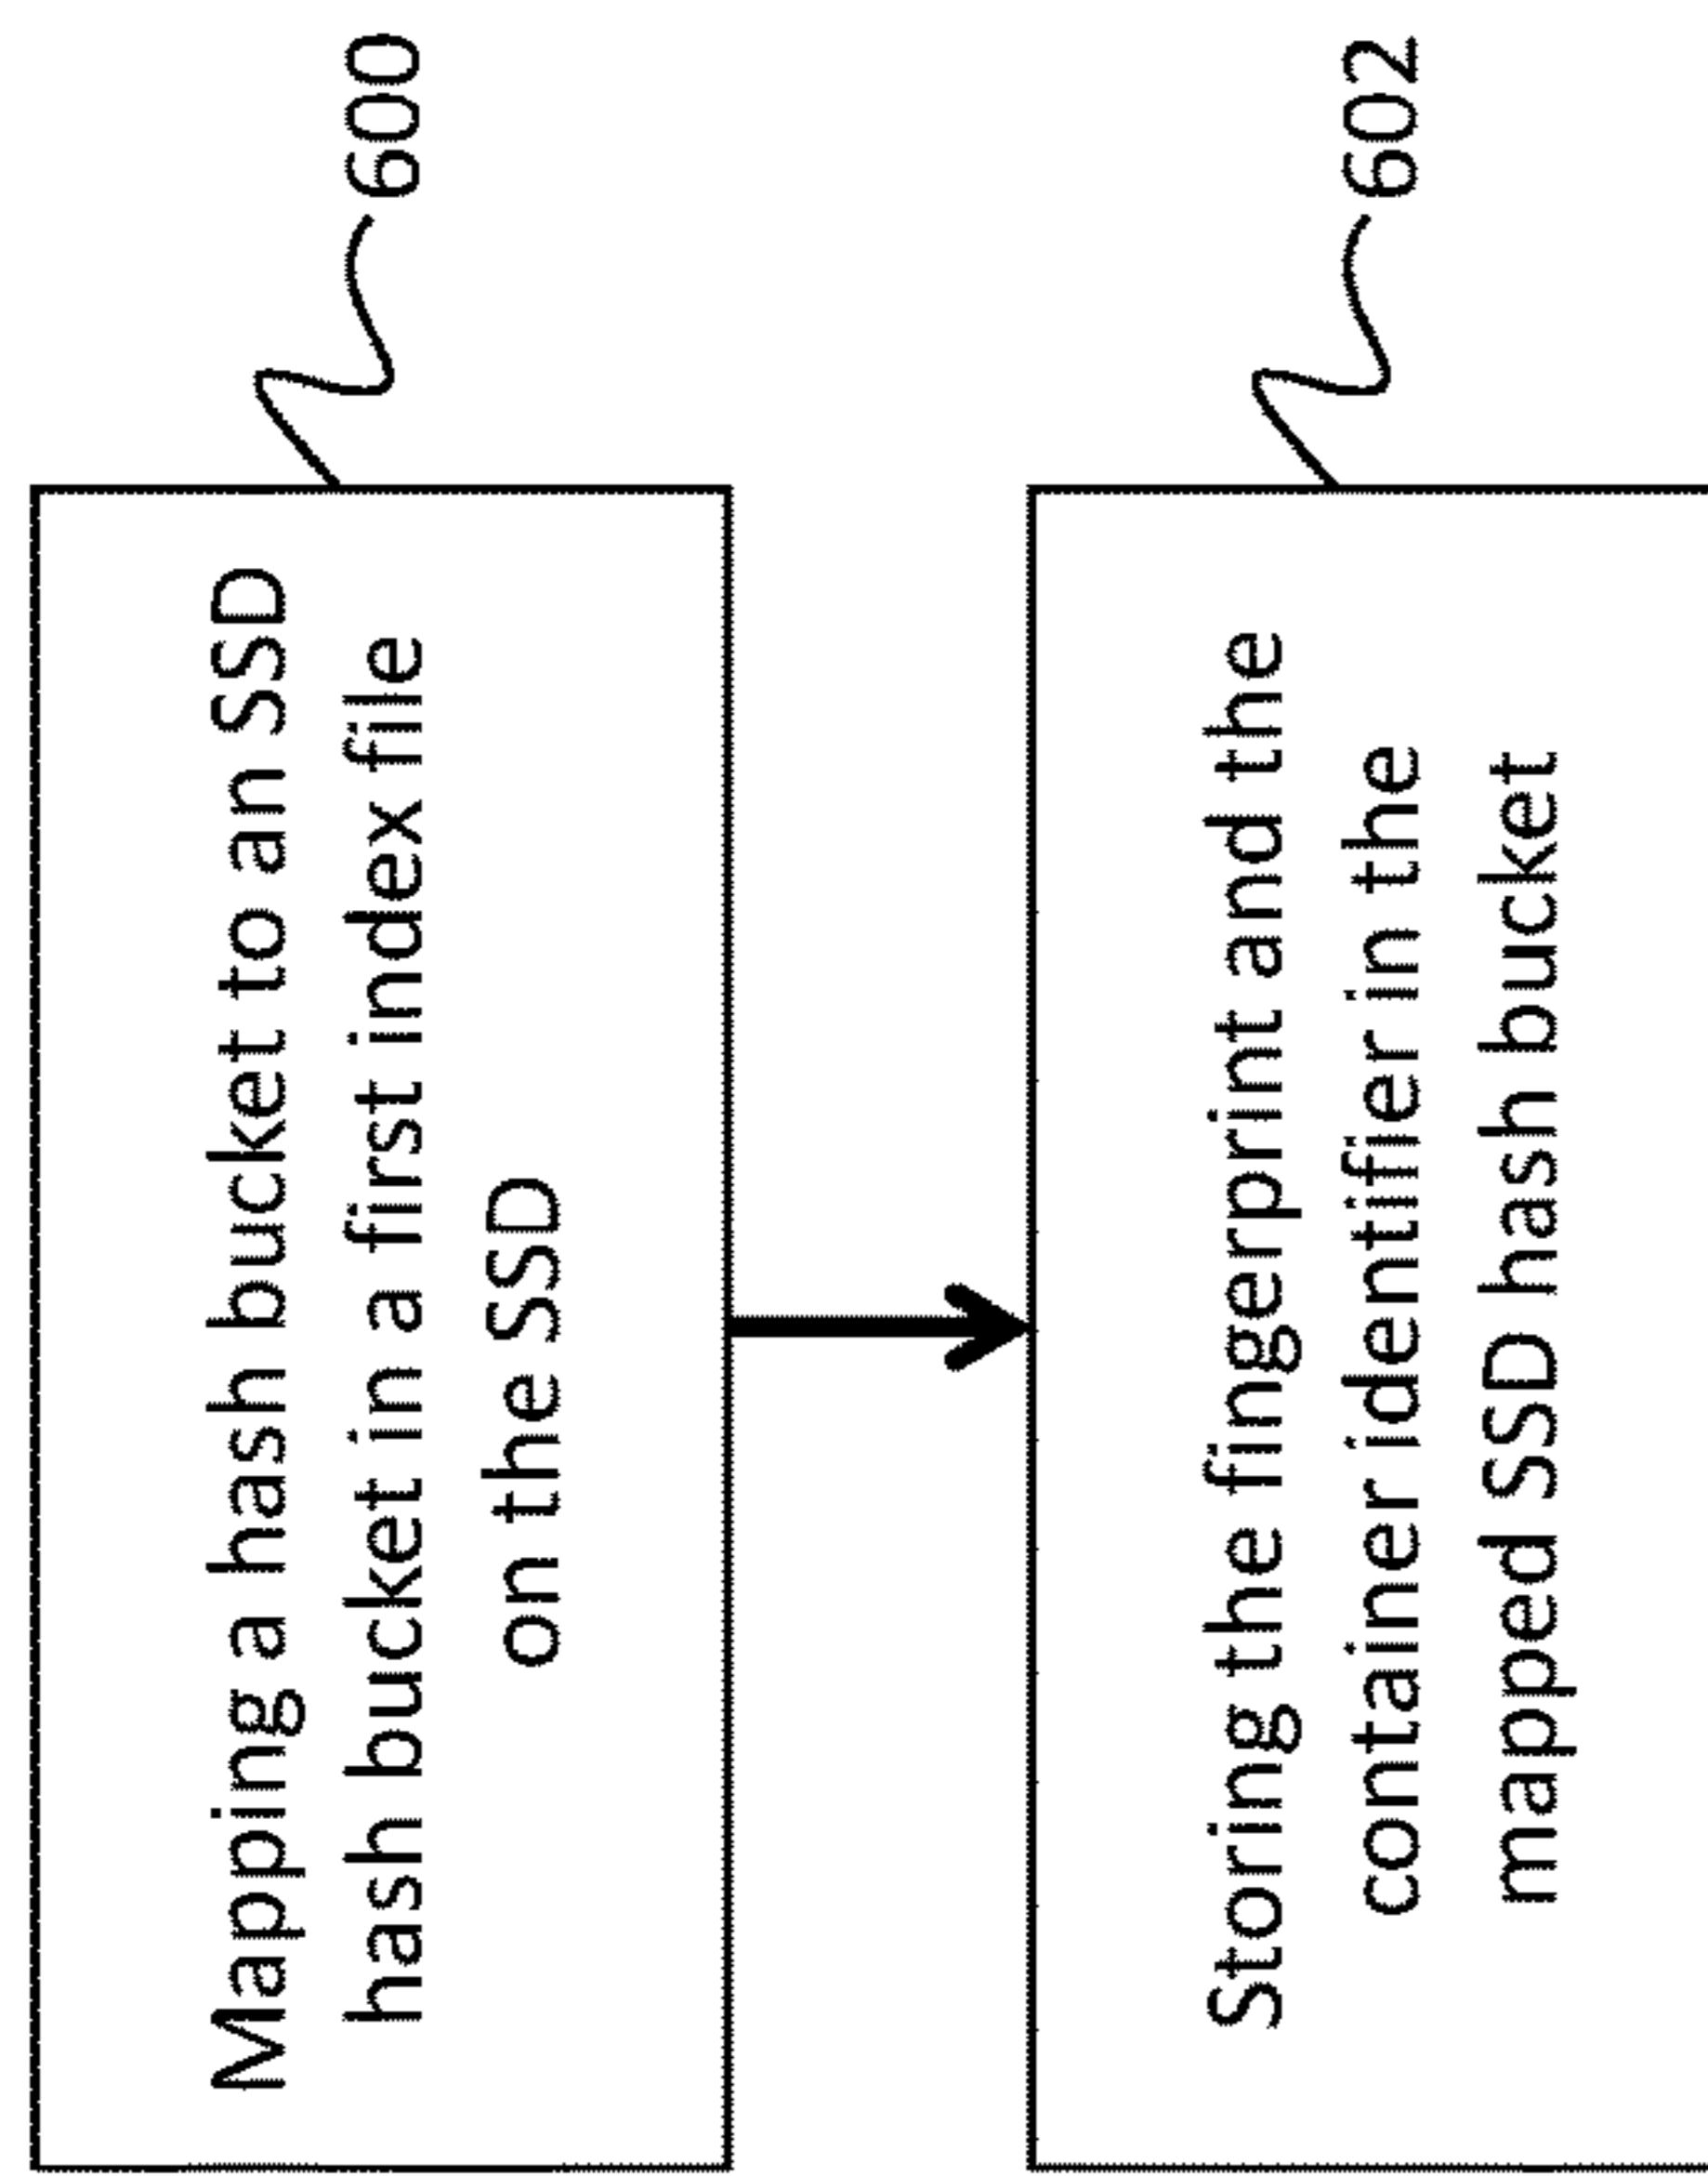 Mapping a hash bucket to an SSD
hash bucket in a first index file
on the SSD
600
Storing the fingerprint and the
container identifier in the
mapped SSD hash bucket
602